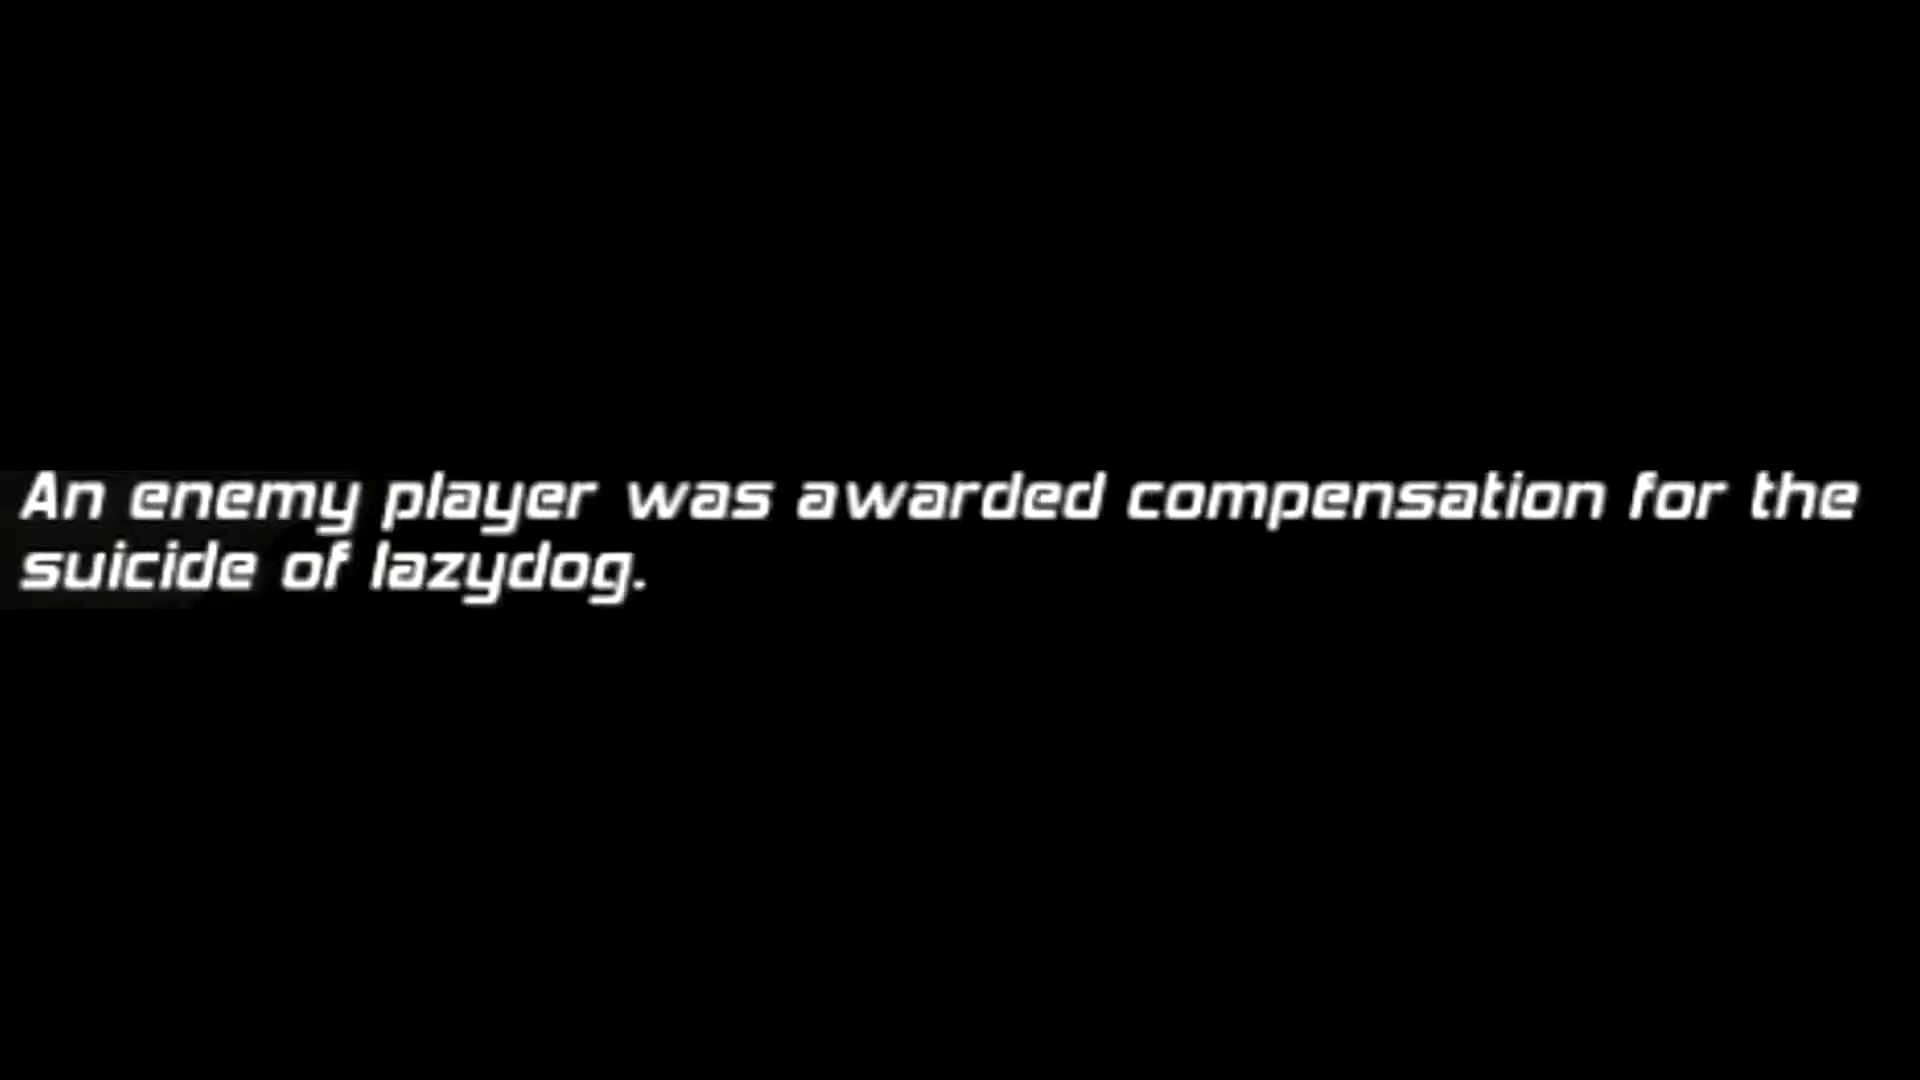 An enemy player was awarded compensation for the
suicide of lazydog.